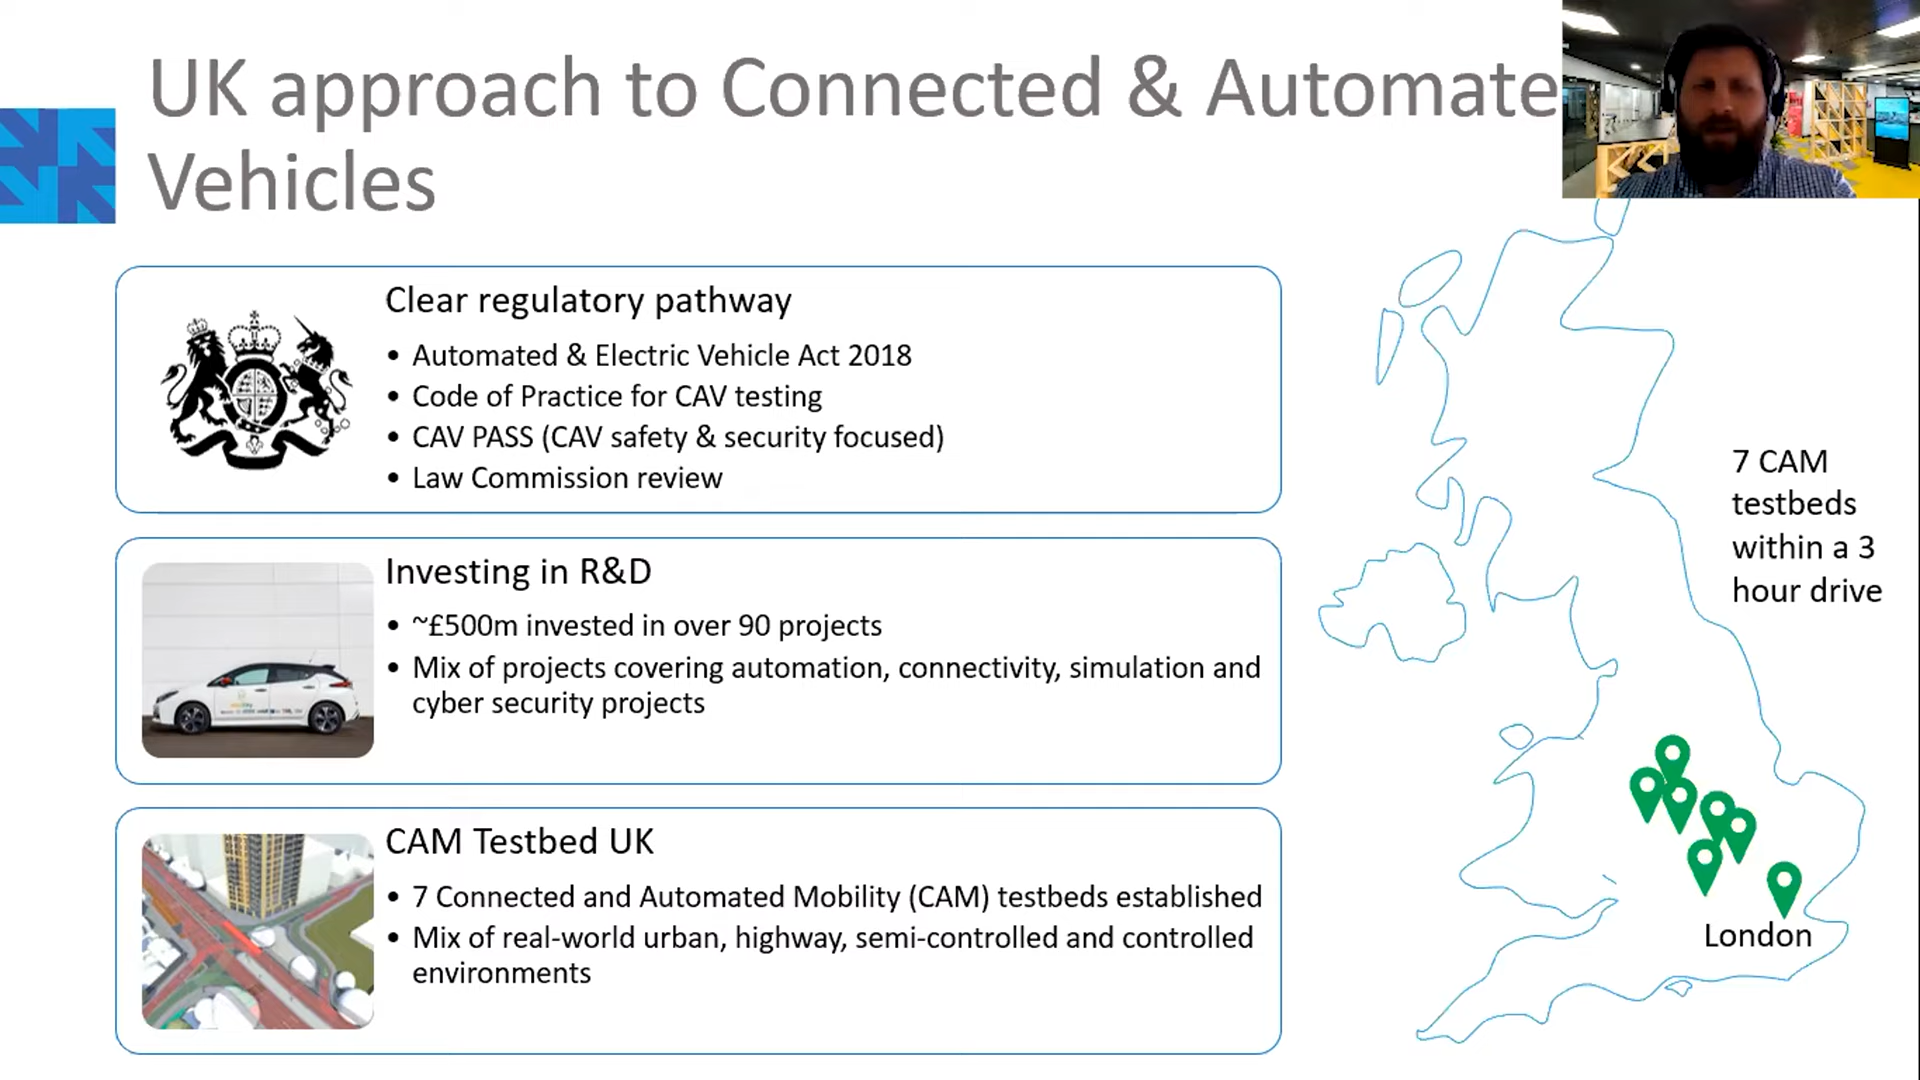 UK approach to Connected & Automate
Vehicles
Clear regulatory pathway
• Automated & Electric Vehicle Act 2018
• Code of Practice for CAV testing
• CAV PASS (CAV safety & security focused)
• Law Commission review
Investing in R&D
• ~£500m invested in over 90 projects
• Mix of projects covering automation, connectivity, simulation and
cyber security projects
CAM Testbed UK
• 7 Connected and Automated Mobility (CAM) testbeds established
• Mix of real-world urban, highway, semi-controlled and controlled
environments
7 CAM
testbeds
within a 3
hour drive
London